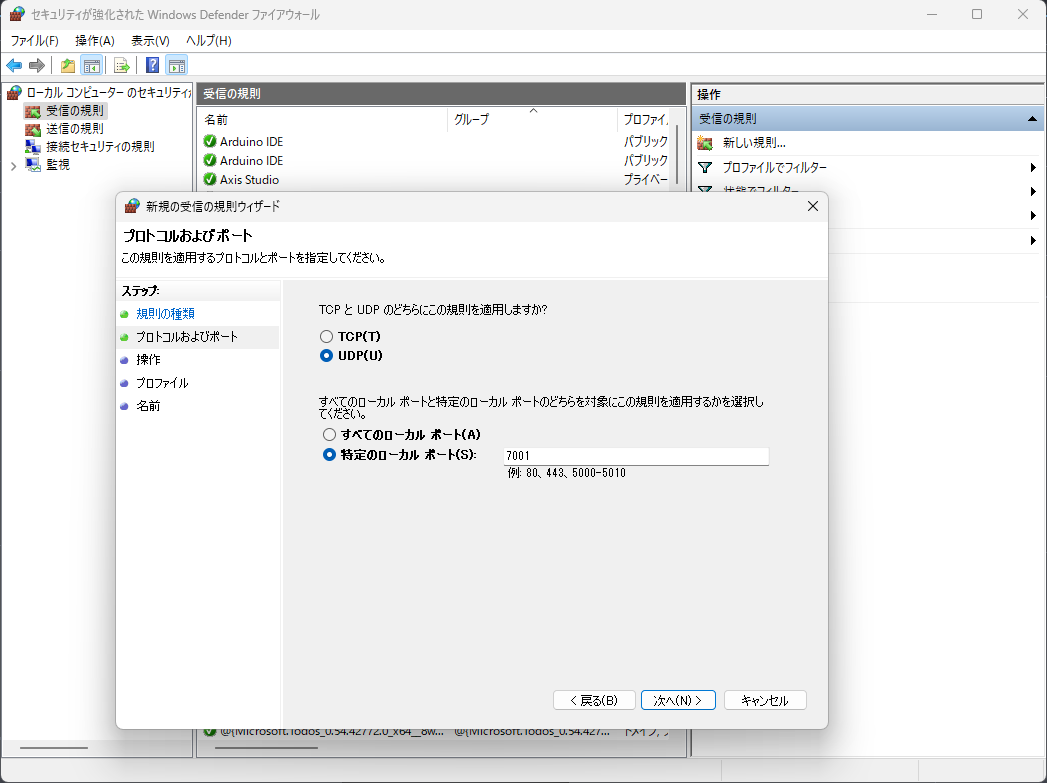 セキュリティが強化された Windows Defender ファイアウォール
ファイル(F) 操作(A) 表示(V) ヘルプ(H)
ローカル コンピューター のセキュリティ
受信の規則
送信の規則
接続セキュリティの規則
監視
受信の規則
名前 グループ プロファイ
Arduino IDE パブリック
Arduino IDE パブリック
Axis Studio プライベー
操作
受信の規則
新しい規則...
プロファイルでフィルター
状態でフィルター
新規の受信の規則ウィザード
プロトコルおよびポート
この規則を適用するプロトコルとポートを指定してください。
ステップ:
規則の種類
プロトコルおよびポート
操作
プロファイル
名前
TCP と UDP のどちらにこの規則を適用しますか?
TCP(T)
UDP(U)
すべてのローカル ポートと特定のローカル ポートのどちらを対象にこの規則を適用するかを選択し
てください。
すべてのローカル ポート(A)
特定のローカル ポート(S): 7001
例: 80、443、5000-5010
< 戻る(B) 次へ(N) > キャンセル
@{Microsoft.Todos_0.54.42772.0_x64__8w... @{Microsoft.Todos_0.54.427... ドメイン,